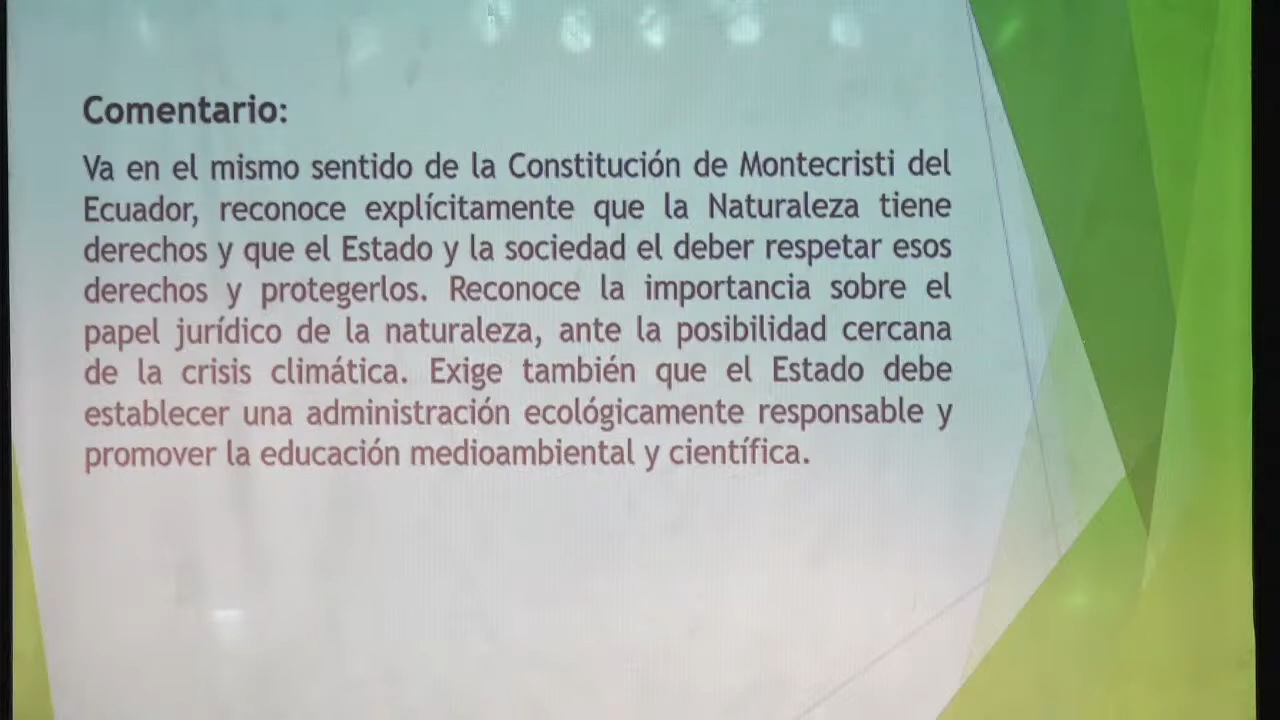 Comentario:
Va en el mismo sentido de la Constitución de Montecristi del
Ecuador, reconoce explícitamente que la Naturaleza tiene
derechos y que el Estado y la sociedad el deber respetar esos
derechos y protegerlos. Reconoce la importancia sobre el
papel jurídico de la naturaleza, ante la posibilidad cercana
de la crisis climática. Exige también que el Estado debe
establecer una administración ecológicamente responsable y
promover la educación medioambiental y científica.